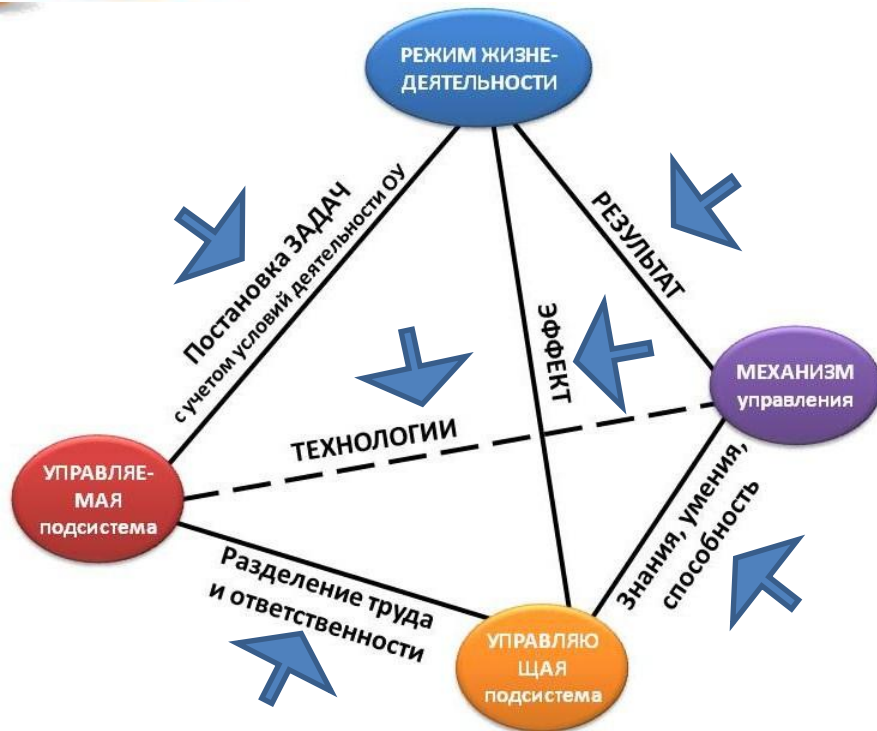 РЕЖИМ ЖИЗНЕ-
ДЕЯТЕЛЬНОСТИ
Постановка ЗАДАЧ
с учетом условий деятельности ОУ
РЕЗУЛЬТАТ
ЭФФЕКТ
МЕХАНИЗМ
управления
ТЕХНОЛОГИИ
УПРАВЛЯЕ-
МАЯ
подсистема
Знания, умения,
способность
Разделение труда
и ответственности
УПРАВЛЯЮ
ЩАЯ
подсистема